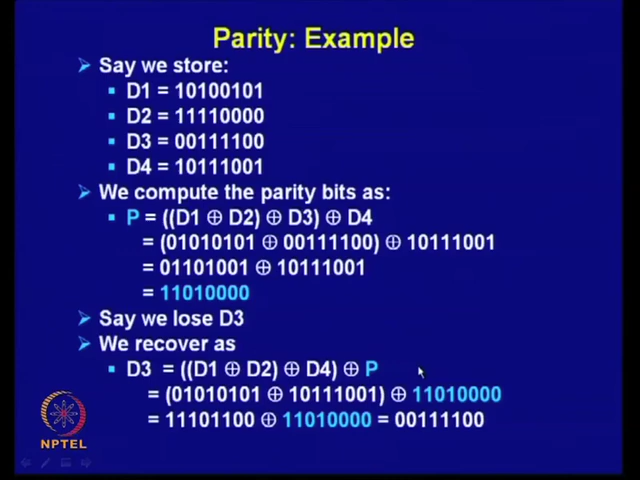 Parity: Example
Say we store:
D1 = 10100101
D2 = 11110000
D3 = 00111100
D4 = 10111001
We compute the parity bits as:
P = ((D1 ⊕ D2) ⊕ D3) ⊕ D4
= (01010101 ⊕ 00111100) ⊕ 10111001
= 01101001 ⊕ 10111001
= 11010000
Say we lose D3
We recover as
D3 = ((D1 ⊕ D2) ⊕ D4) ⊕ P
= (01010101 ⊕ 10111001) ⊕ 11010000
= 11101100 ⊕ 11010000 = 00111100
NPTEL